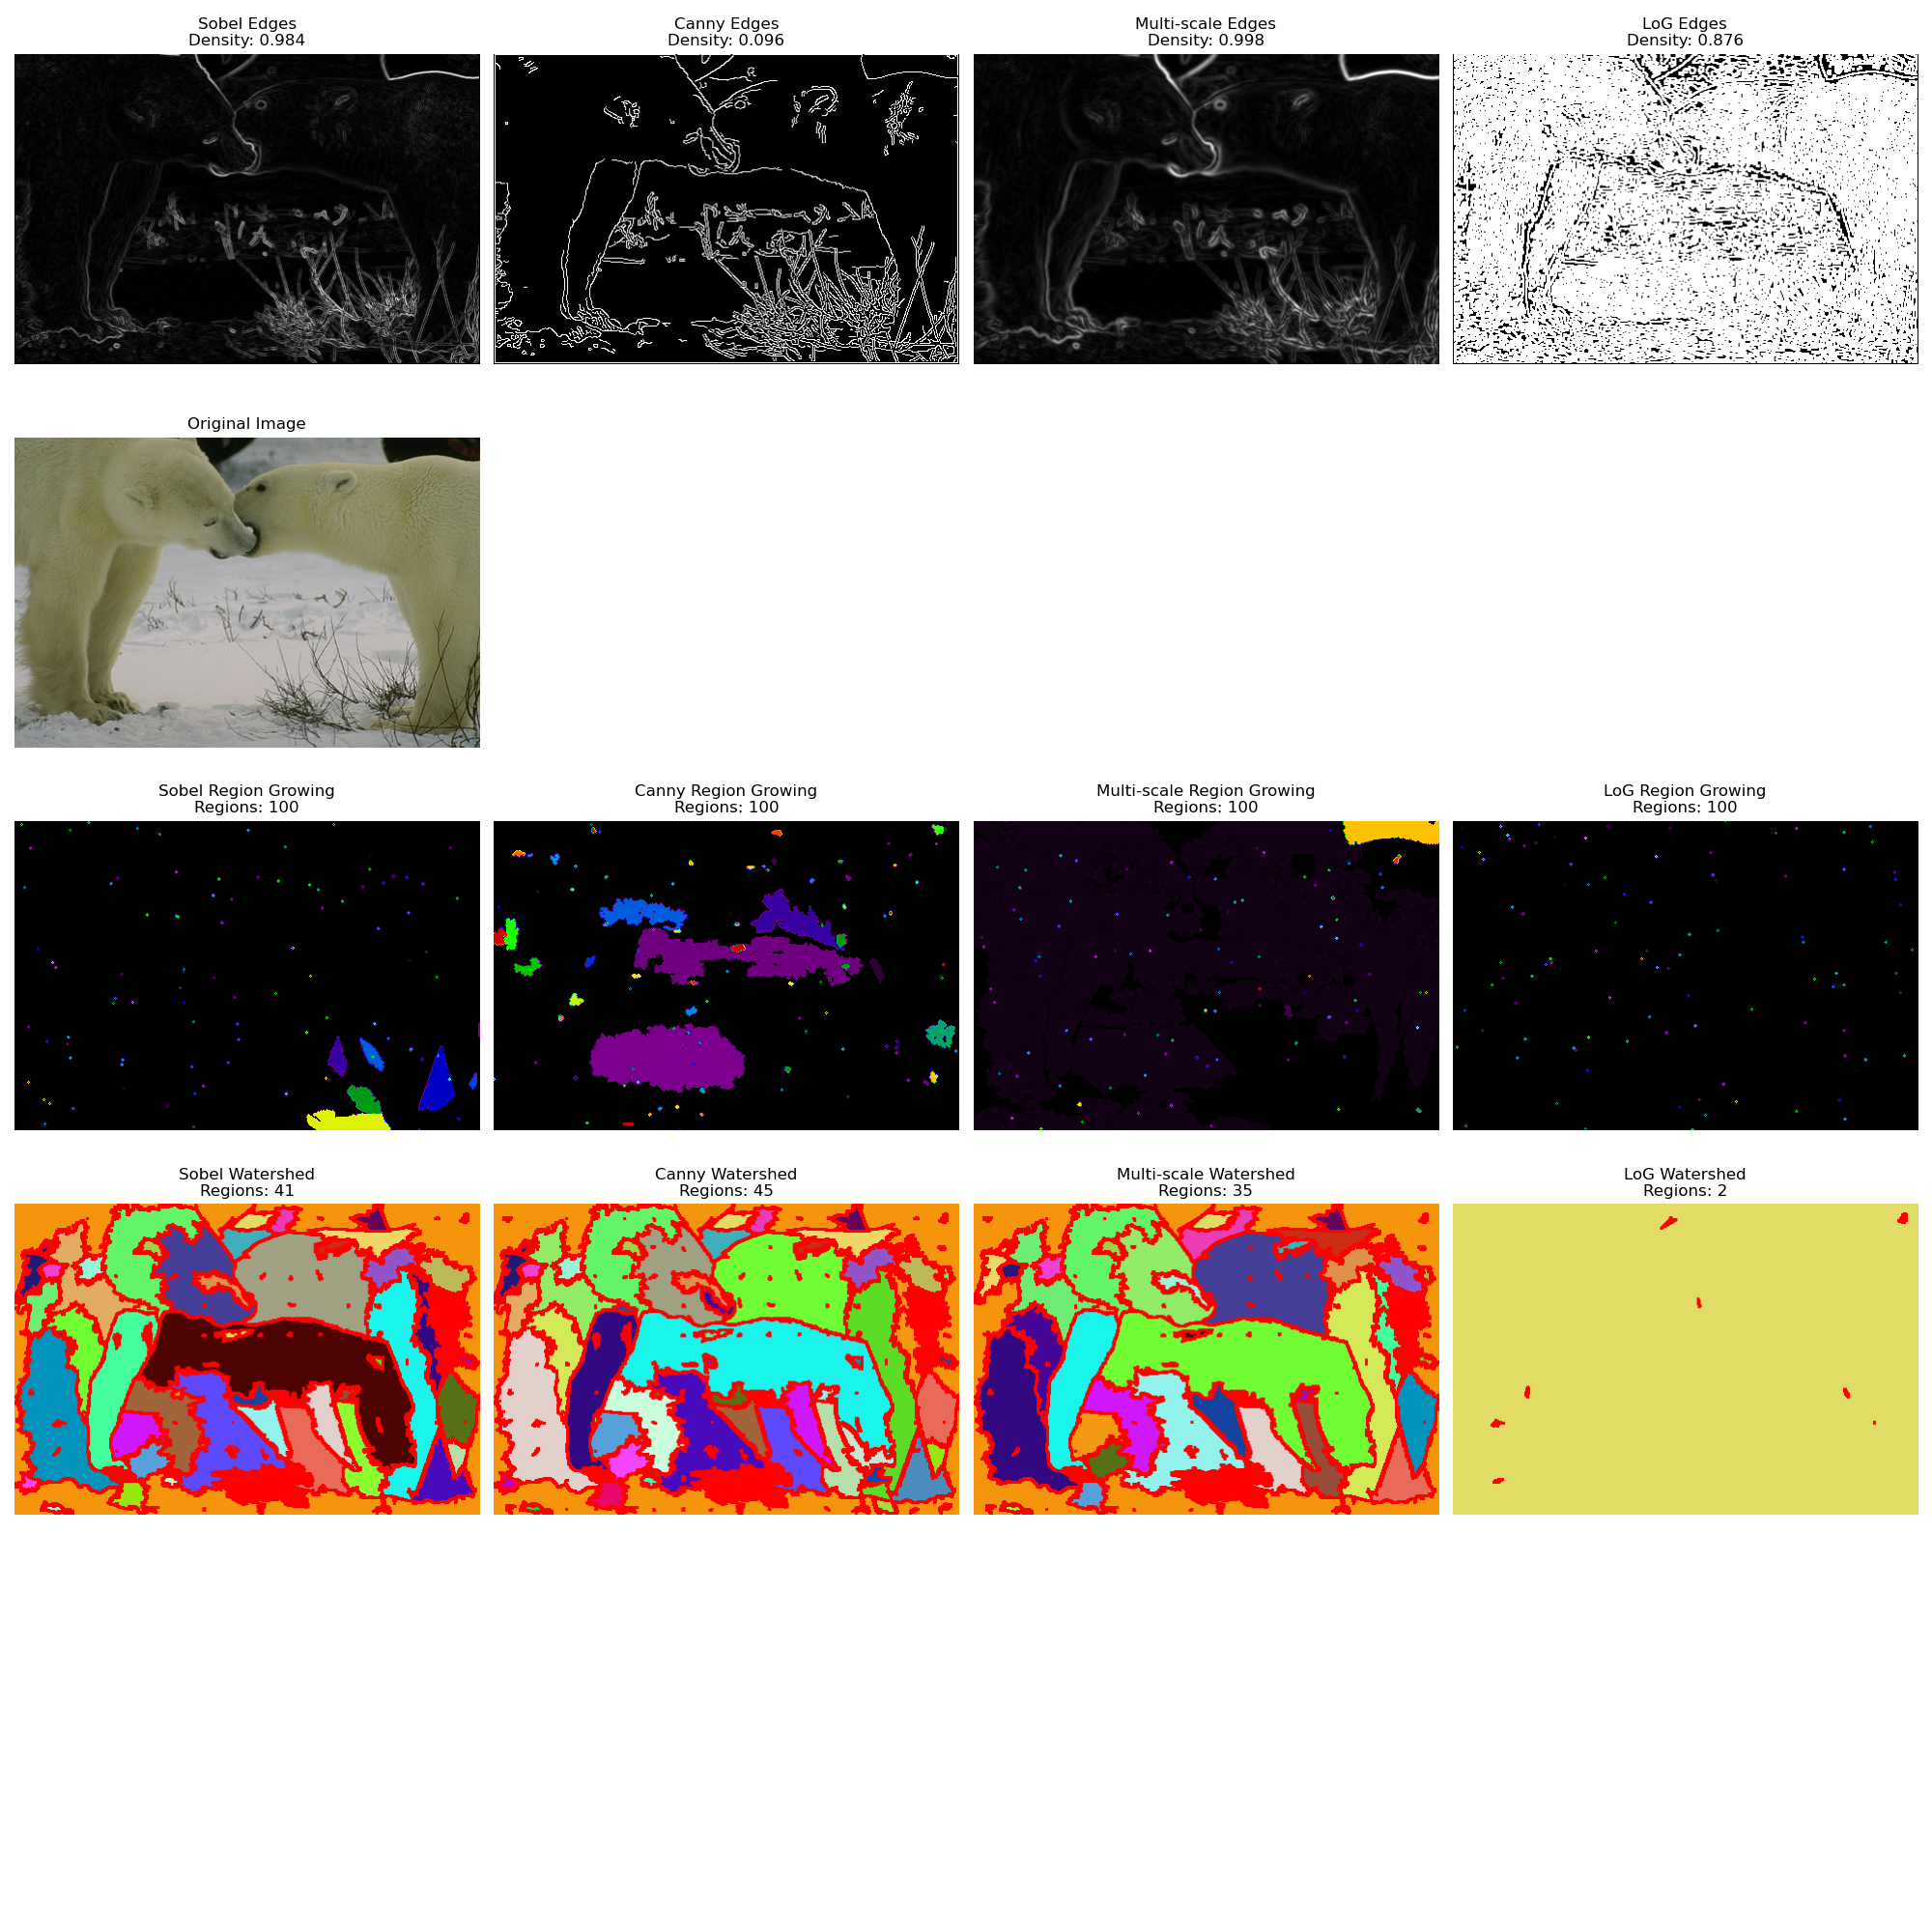 Sobel Edges
Density: 0.984
Canny Edges
Density: 0.096
Multi-scale Edges
Density: 0.998
LoG Edges
Density: 0.876
Original Image
Sobel Region Growing
Regions: 100
Canny Region Growing
Regions: 100
Multi-scale Region Growing
Regions: 100
LoG Region Growing
Regions: 100
Sobel Watershed
Regions: 41
Canny Watershed
Regions: 45
Multi-scale Watershed
Regions: 35
LoG Watershed
Regions: 2